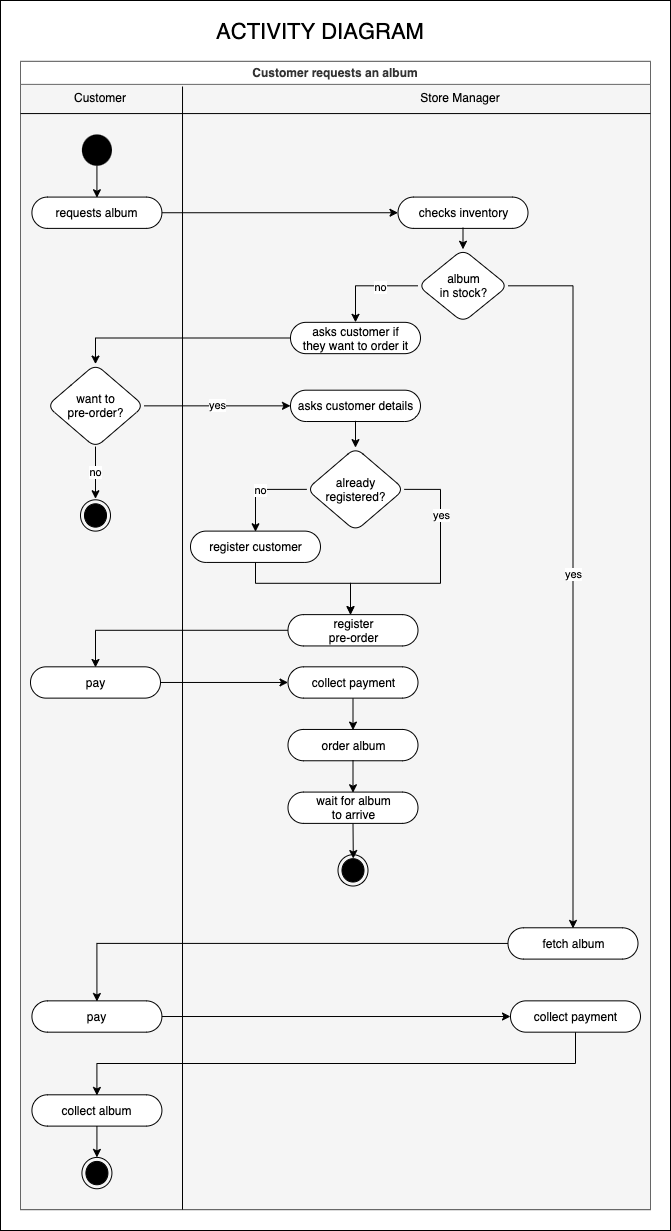 ACTIVITY DIAGRAM
Customer requests an album
Customer
Store Manager
requests album
checks inventory
album
in stock?
no
asks customer if
they want to order it
want to
pre-order?
yes
asks customer details
no
already
registered?
no
yes
register customer
yes
register
pre-order
pay
collect payment
order album
wait for album
to arrive
fetch album
pay
collect payment
collect album